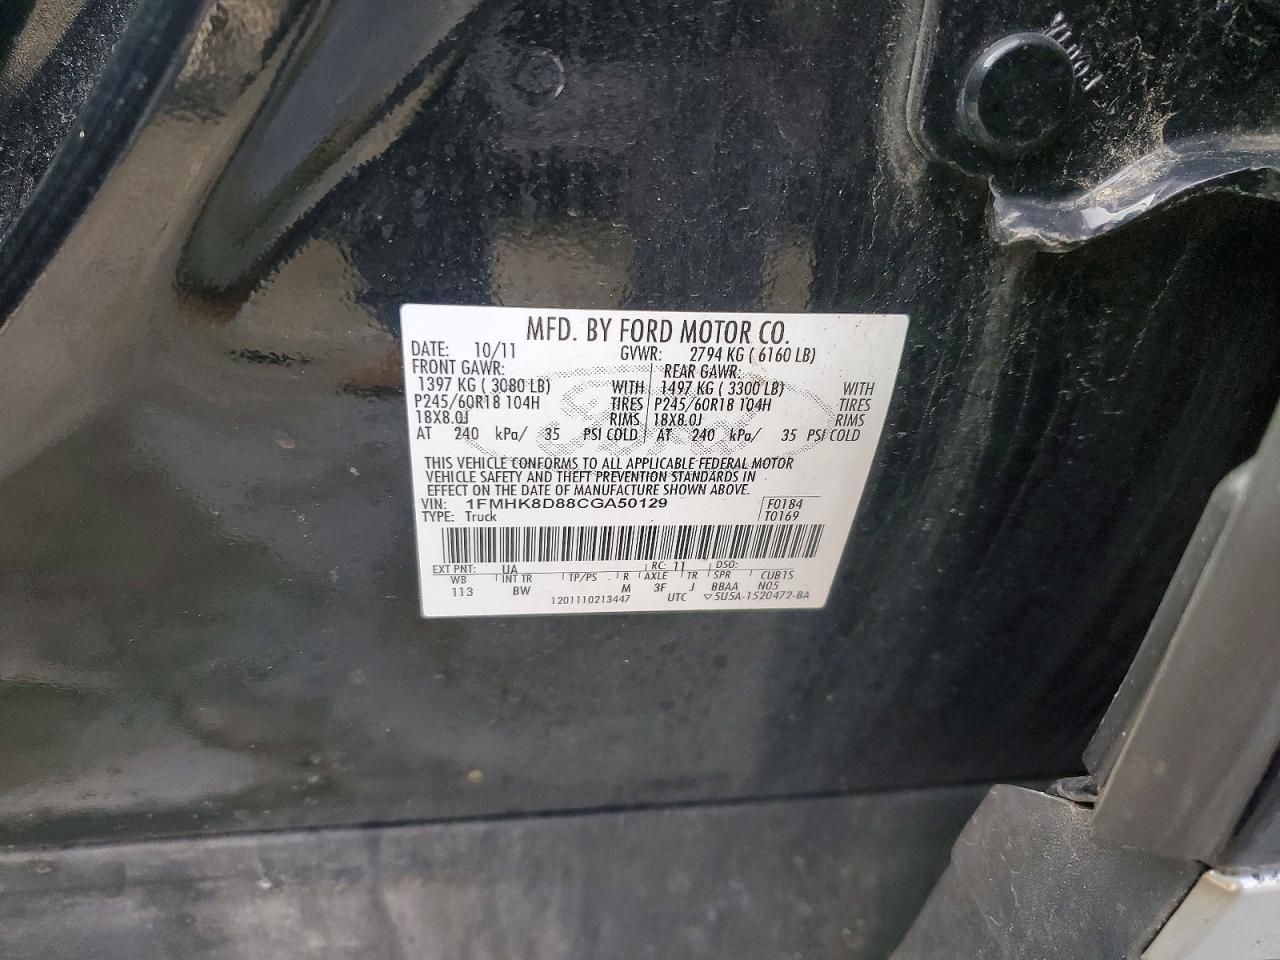 MFD. BY FORD MOTOR CO.
DATE: 10/11 GVWR: 2794 KG ( 6160 LB)
FRONT GAWR: REAR GAWR:
1397 KG ( 3080 LB) WITH 1497 KG ( 3300 LB) WITH
P245/60R18 104H TIRES P245/60R18 104H TIRES
18X8.0J RIMS 18X8.0J RIMS
AT 240 kPa/ 35 PSI COLD AT 240 kPa/ 35 PSI COLD
THIS VEHICLE CONFORMS TO ALL APPLICABLE FEDERAL MOTOR
VEHICLE SAFETY AND THEFT PREVENTION STANDARDS IN
EFFECT ON THE DATE OF MANUFACTURE SHOWN ABOVE.
VIN: 1FMHK8D88CGA50129 F0184
TYPE: Truck T0169
EXT PNT: UA RC: 11 DSO:
WB INT TR TP/PS R AXLE TR SPR CUB1S
113 BW M 3F J BBAA N05
1201110213447 UTC ▽5U5A-1520472-BA